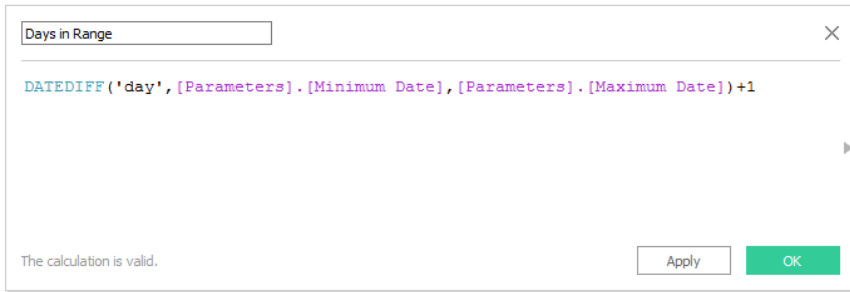 Days in Range
DATEDIFF('day',[Parameters].[Minimum Date],[Parameters].[Maximum Date])+1
The calculation is valid.
Apply
OK